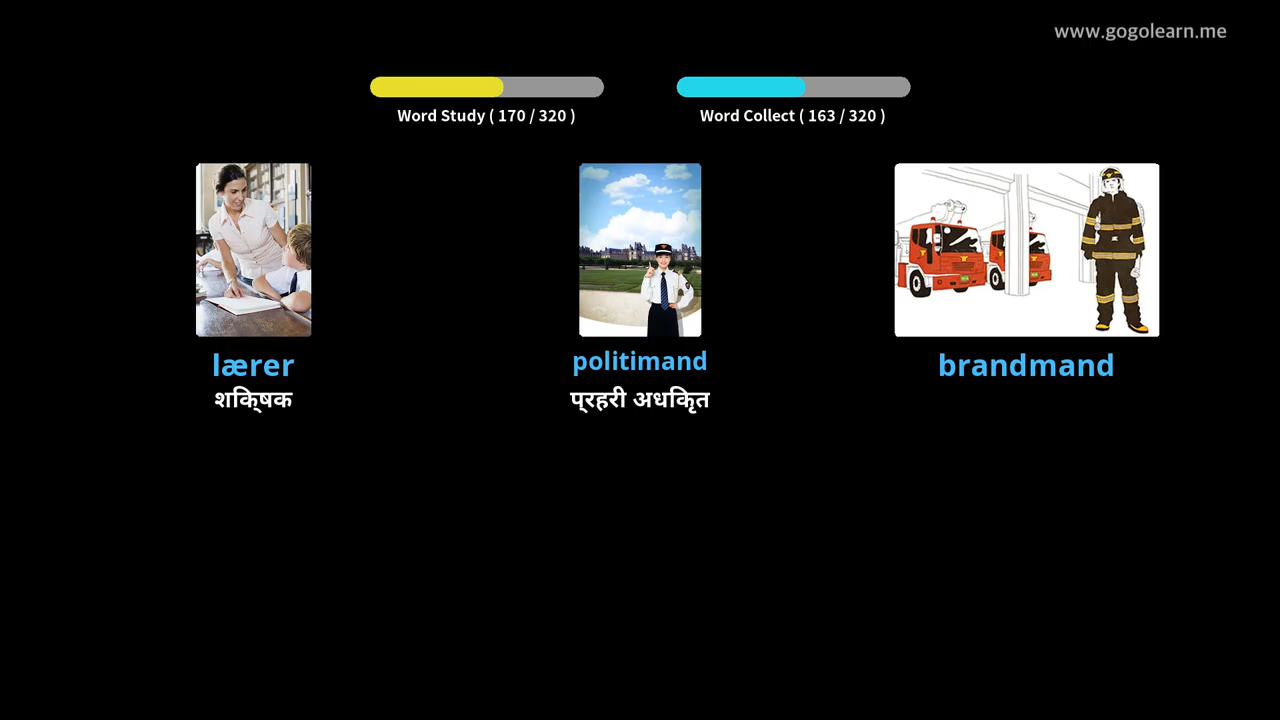 www.gogolearn.me
Word Study ( 170 / 320 )
Word Collect ( 163 / 320 )
lærer
politimand
brandmand
शिक्षक
प्रहरी अधिकृत